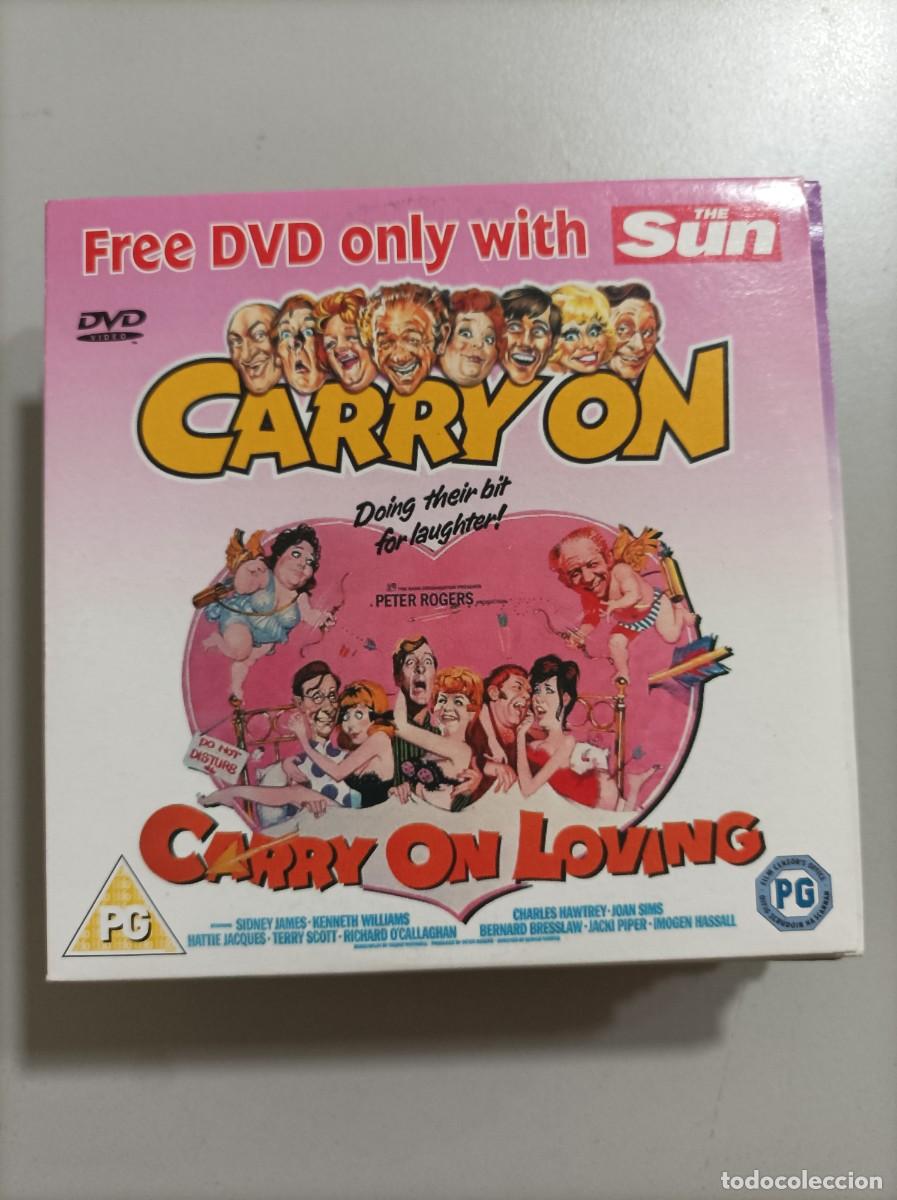 Free DVD only with THE Sun
DVD
VIDEO
CARRY ON
Doing their bit
for laughter!
PETER ROGERS
DO NOT
DISTURB
CARRY ON LOVING
PG
PG
SIDNEY JAMES · KENNETH WILLIAMS
CHARLES HAWTREY · JOAN SIMS
HATTIE JACQUES · TERRY SCOTT · RICHARD O'CALLAGHAN
BERNARD BRESSLAW · JACKI PIPER · IMOGEN HASSALL
todocoleccion